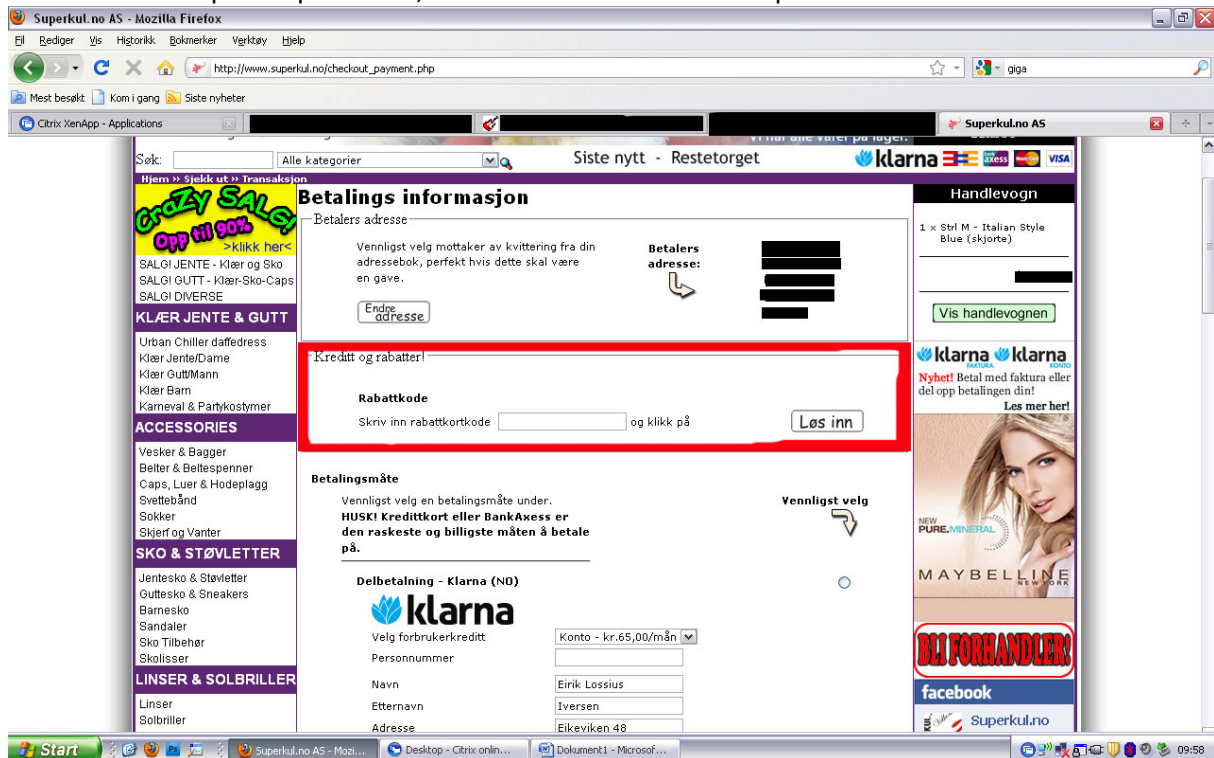 Superkul.no AS - Mozilla Firefox
Fil Rediger Vis Historikk Bokmerker Verktøy Hjelp
http://www.superkul.no/checkout_payment.php
giga
Mest besøkt Kom i gang Siste nyheter
Citrix XenApp - Applications
Superkul.no AS
Vi har alle varer på lager.
Søk: Alle kategorier Siste nytt - Restetorget klarna axess VISA
Hjem » Sjekk ut » Transaksjon
CraZy SALG!
Opp til 90%
>klikk her<
SALG! JENTE - Klær og Sko
SALG! GUTT - Klær-Sko-Caps
SALG! DIVERSE
KLÆR JENTE & GUTT
Urban Chiller daffedress
Klær Jente/Dame
Klær Gutt/Mann
Klær Barn
Karneval & Partykostymer
ACCESSORIES
Vesker & Bagger
Belter & Beltespenner
Caps, Luer & Hodeplagg
Svettebånd
Sokker
Skjerf og Vanter
SKO & STØVLETTER
Jentesko & Støvletter
Guttesko & Sneakers
Barnesko
Sandaler
Sko Tilbehør
Skolisser
LINSER & SOLBRILLER
Linser
Solbriller
Betalings informasjon
Betalers adresse
Vennligst velg mottaker av kvittering fra din
adressebok, perfekt hvis dette skal være
en gave.
Betalers
adresse:
Endre
adresse
Kreditt og rabatter!
Rabattkode
Skriv inn rabattkortkode og klikk på Løs inn
Betalingsmåte
Vennligst velg en betalingsmåte under.
HUSK! Kredittkort eller BankAxess er
den raskeste og billigste måten å betale
på.
Vennligst velg
Delbetaling - Klarna (NO)
klarna
Velg forbrukerkreditt Konto - kr.65,00/mån
Personnummer
Navn Eirik Lossius
Etternavn Iversen
Adresse Eikeviken 48
Handlevogn
1 x Strl M - Italian Style
Blue (skjorte)
Vis handlevognen
klarna klarna
FAKTURA KONTO
Nyhet! Betal med faktura eller
del opp betalingen din!
Les mer her!
NEW
PURE.MINERAL
MAYBELLINE
NEW YORK
BLI FORHANDLER!
facebook
Superkul.no
Start Superkul.no AS - Mozi... Desktop - Citrix onlin... Dokument1 - Microsof... 09:58